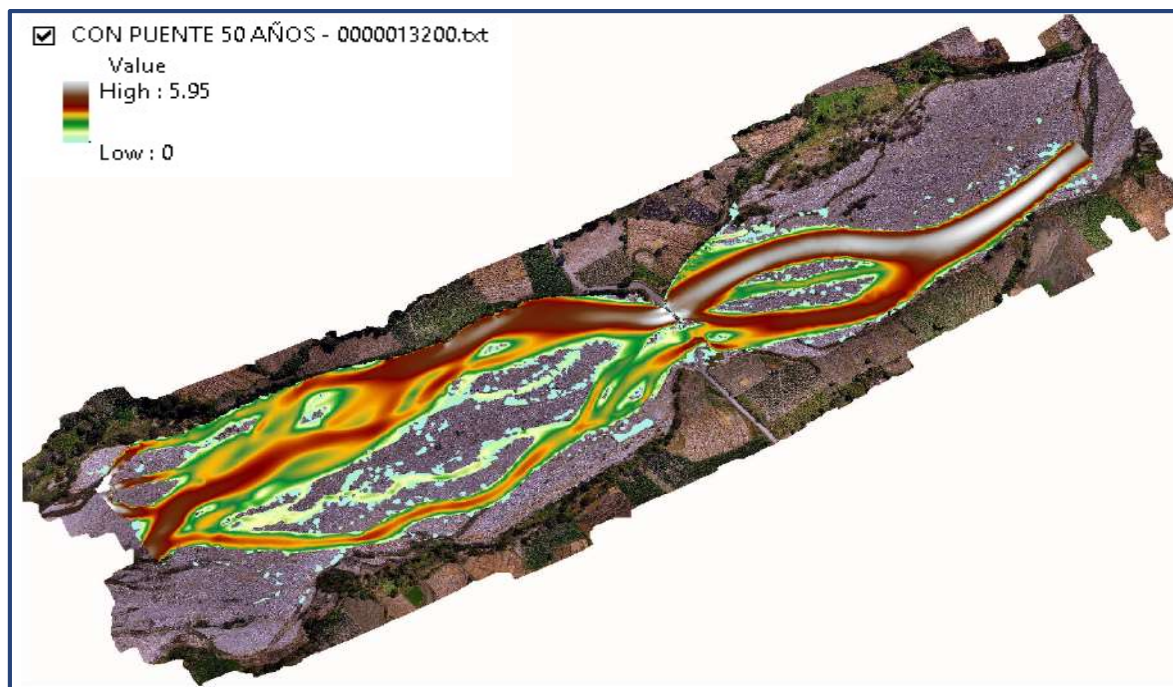 CON PUENTE 50 AÑOS - 0000013200.txt
Value
High : 5.95
Low : 0